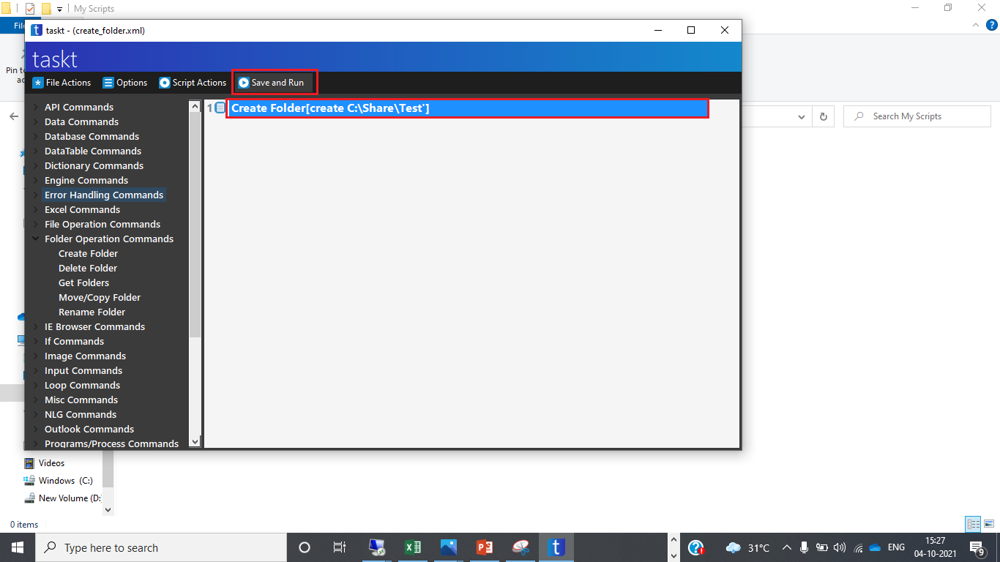 My Scripts
Fil
taskt - (create_folder.xml)
taskt
Pin to
File Actions
Options
Script Actions
Save and Run
API Commands
Data Commands
Database Commands
DataTable Commands
Dictionary Commands
Engine Commands
Error Handling Commands
Excel Commands
File Operation Commands
Folder Operation Commands
Create Folder
Delete Folder
Get Folders
Move/Copy Folder
Rename Folder
IE Browser Commands
If Commands
Image Commands
Input Commands
Loop Commands
Misc Commands
NLG Commands
Outlook Commands
Programs/Process Commands
1 Create Folder[create C:\Share\Test']
Search My Scripts
Videos
Windows (C:)
New Volume (D:
0 items
Type here to search
31°C
ENG
15:27
04-10-2021
9